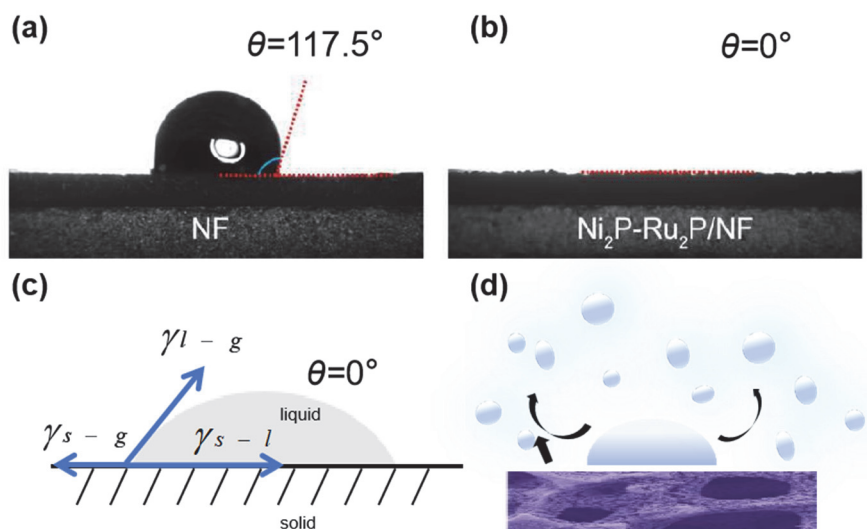 (a)
θ=117.5°
NF
(b)
θ=0°
Ni₂P-Ru₂P/NF
(c)
γl - g
θ=0°
liquid
γs - g
γs - l
solid
(d)